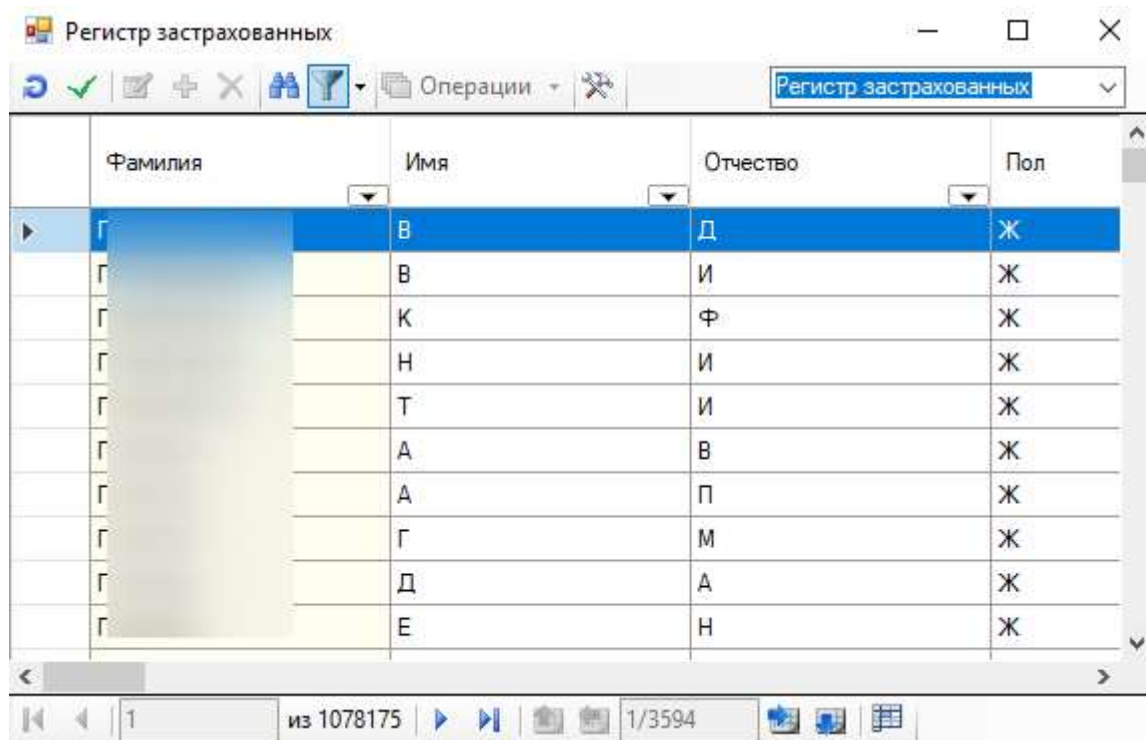 Регистр застрахованных
Операции Регистр застрахованных
Фамилия Имя Отчество Пол
Г В Д Ж
Г В И Ж
Г К Ф Ж
Г Н И Ж
Г Т И Ж
Г А В Ж
Г А П Ж
Г Г М Ж
Г Д А Ж
Г Е Н Ж
1 из 1078175 1/3594